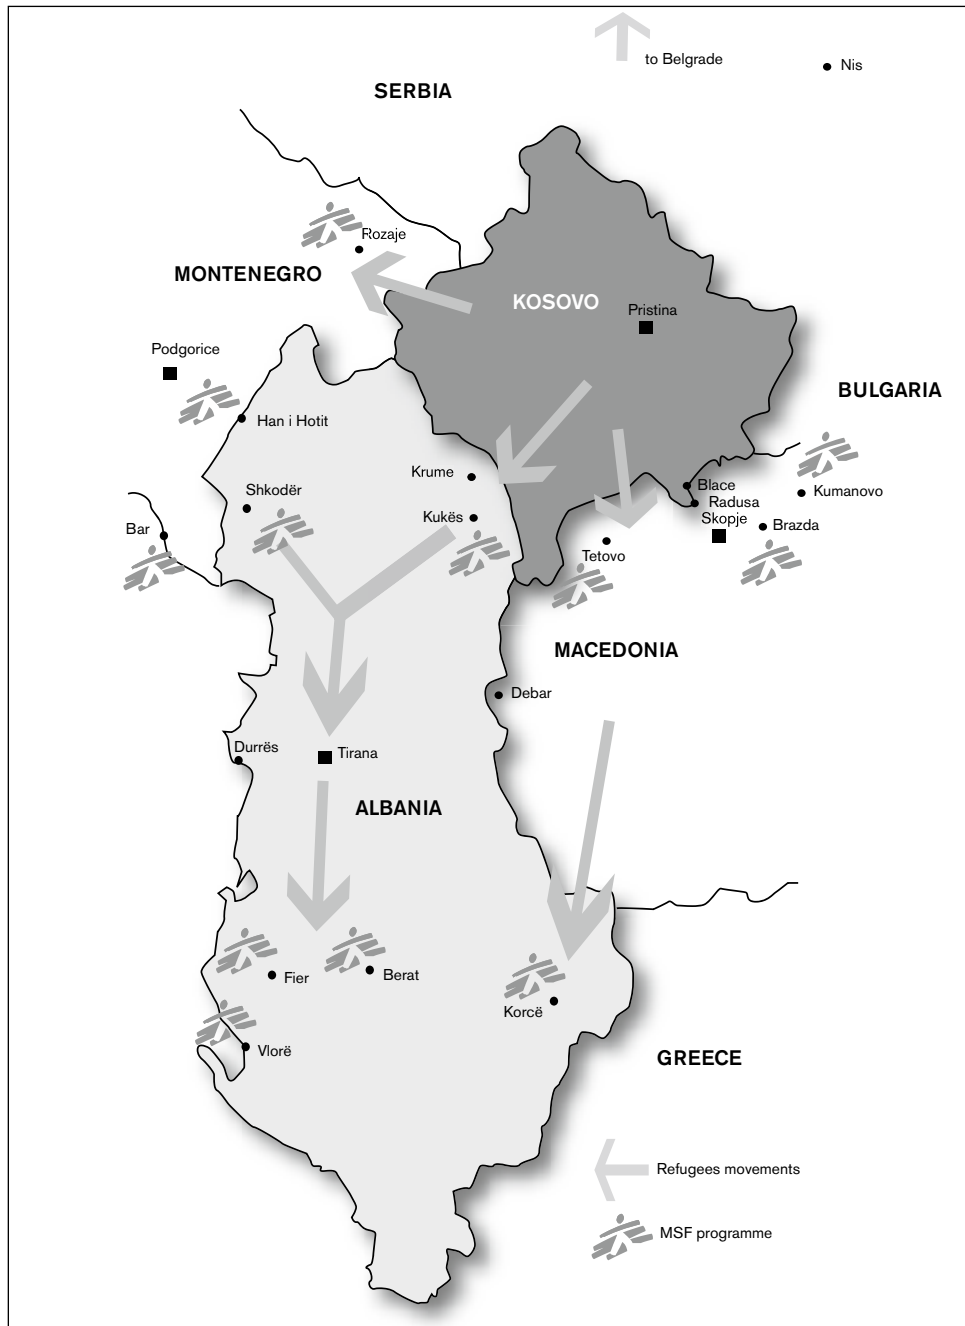 to Belgrade
Nis
SERBIA
Rozaje
MONTENEGRO
KOSOVO
Pristina
Podgorice
BULGARIA
Han i Hotit
Krume
Blace
Shkodër
Radusa
Kumanovo
Kukës
Skopje
Bar
Brazda
Tetovo
MACEDONIA
Debar
Durrës
Tirana
ALBANIA
Fier
Berat
Korcë
Vlorë
GREECE
Refugees movements
MSF programme